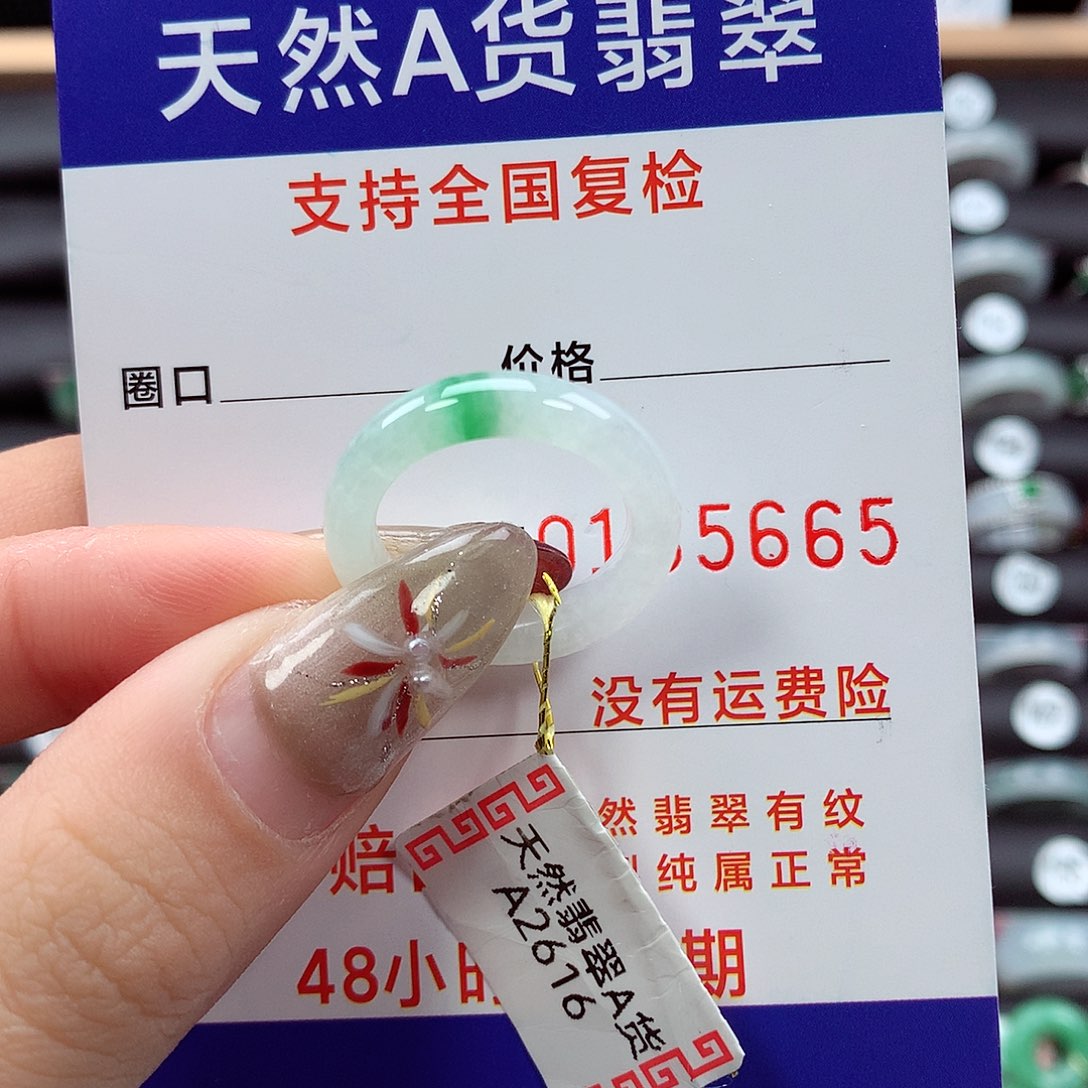 天然A货翡翠
支持全国复检
圈口
价格
5665
没有运费险
然翡翠有纹
纯属正常
赔
48小时
期
天然翡翠A货
A2616